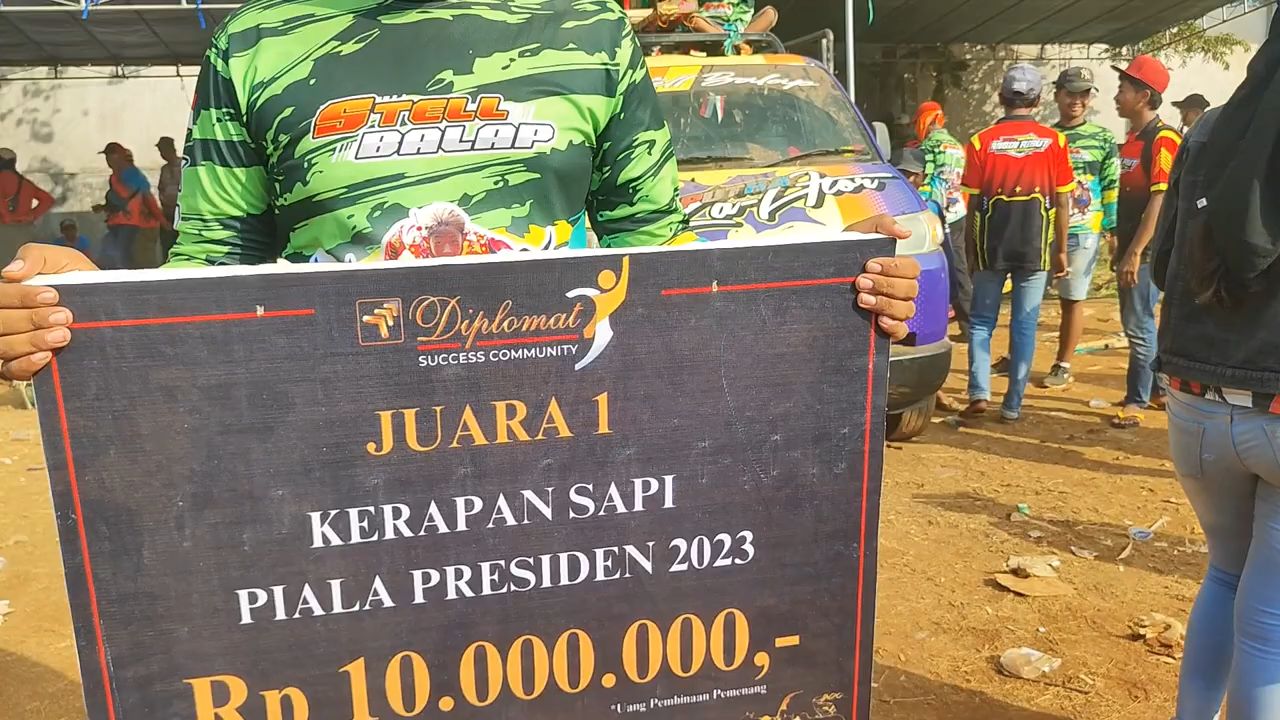 STELL
BALAP
Diplomat
SUCCESS COMMUNITY
JUARA 1
KERAPAN SAPI
PIALA PRESIDEN 2023
Rp 10.000.000,-
*Uang Pembinaan Pemenang